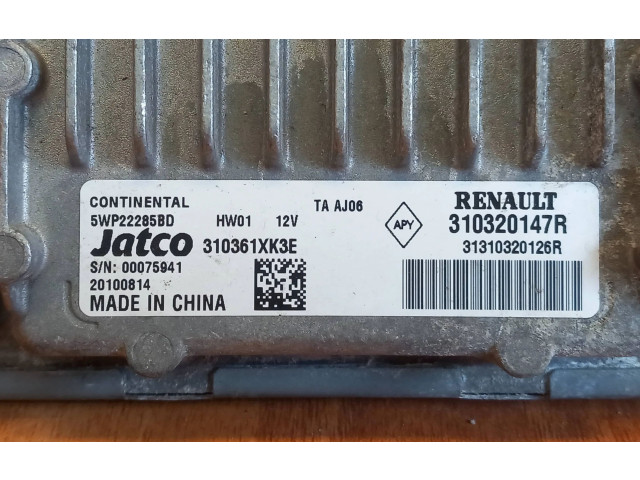 CONTINENTAL
5WP22285BD HW01 12V TA AJ06
Jatco 310361XK3E
S/N: 00075941
20100814
MADE IN CHINA
APY
RENAULT
310320147R
31310320126R